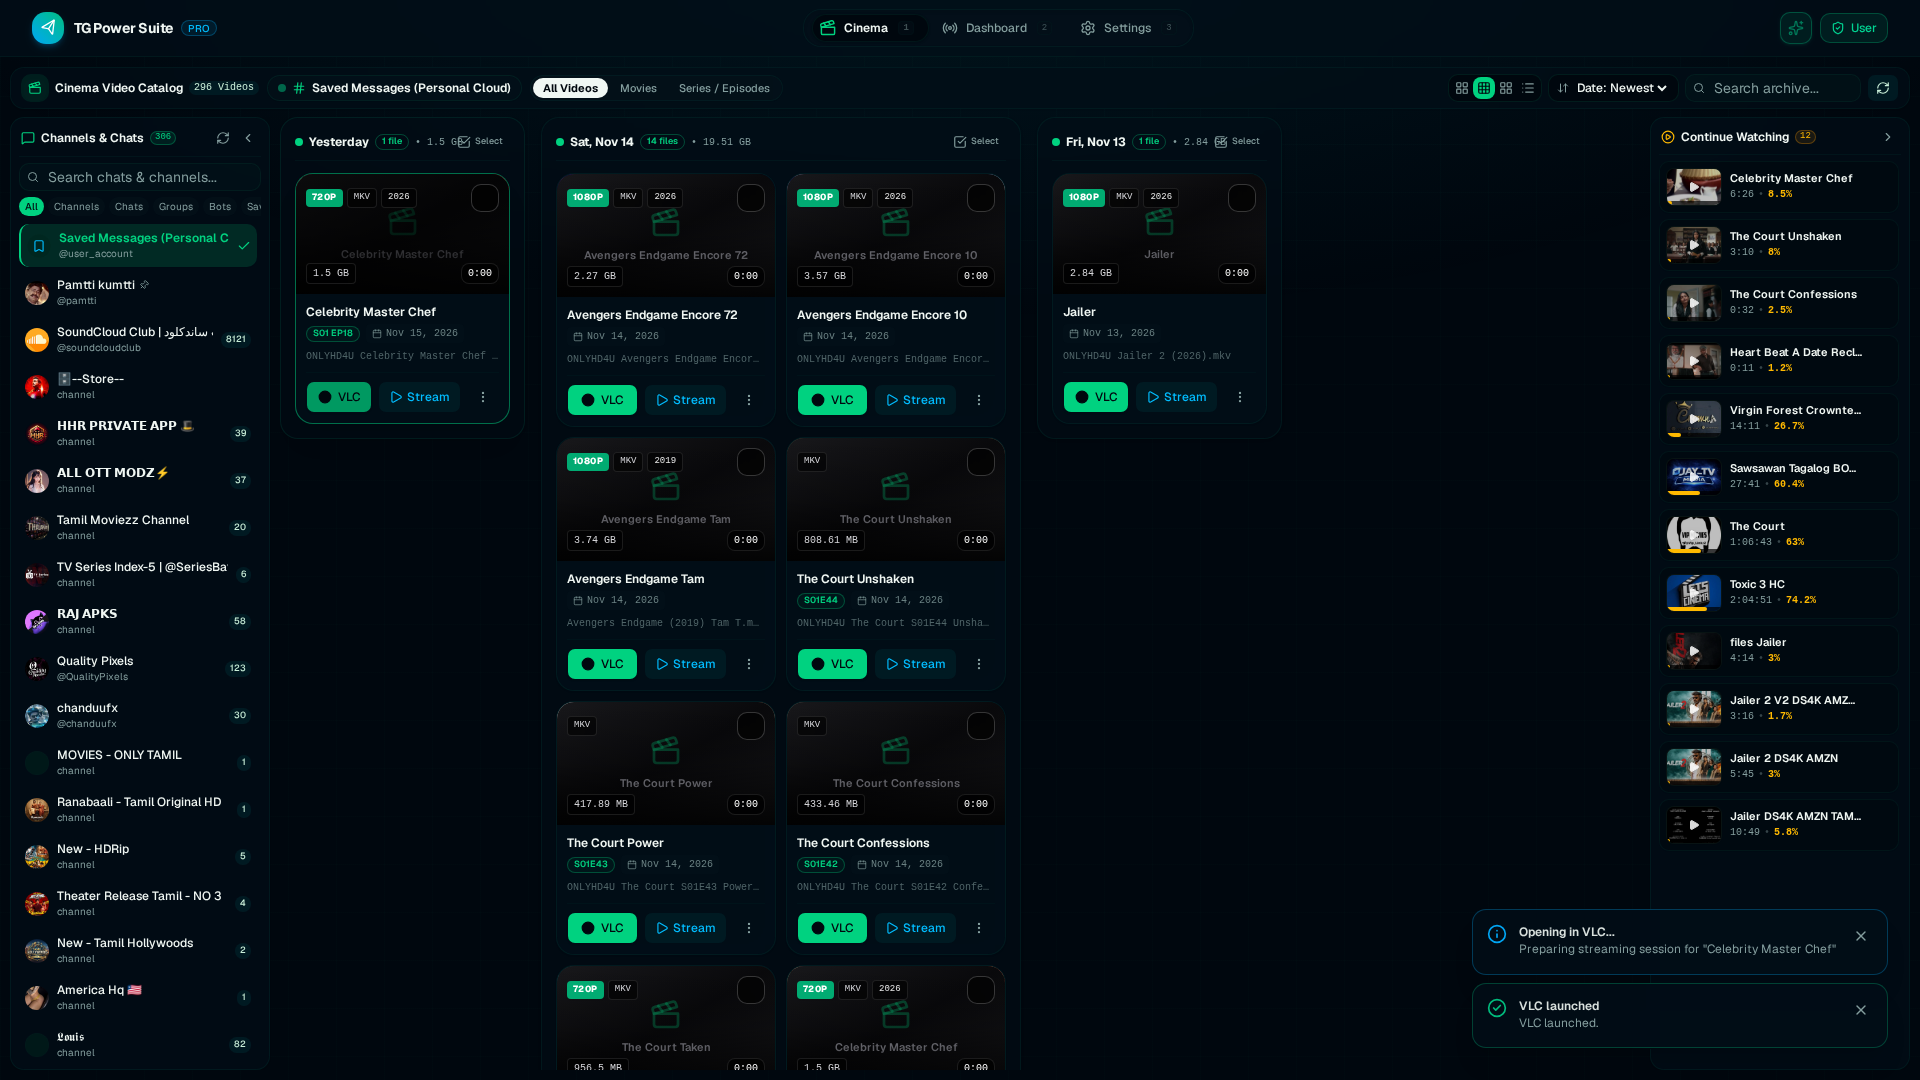 TG Power Suite PRO
Cinema 1
Dashboard 2
Settings 3
User
Cinema Video Catalog 296 Videos
# Saved Messages (Personal Cloud)
All Videos
Movies
Series / Episodes
Date: Newest
Search archive...
Channels & Chats 306
Search chats & channels...
All Channels Chats Groups Bots
Saved Messages (Personal C
@user_account
Pamtti kumtti
@pamtti
SoundCloud Club | ساندکلود
@soundcloudclub
8121
--Store--
channel
HHR PRIVATE APP 🎩
channel
39
ALL OTT MODZ⚡
channel
37
Tamil Moviezz Channel
channel
20
TV Series Index-5 | @SeriesBa
channel
6
RAJ APKS
channel
58
Quality Pixels
@QualityPixels
123
chanduufx
@chanduufx
30
MOVIES - ONLY TAMIL
channel
1
Ranabaali - Tamil Original HD
channel
1
New - HDRip
channel
5
Theater Release Tamil - NO 3
channel
4
New - Tamil Hollywoods
channel
2
America Hq 🇺🇸
channel
1
𝕷𝖔𝖚𝖎𝖘
channel
82
Yesterday 1 file • 1.5 Select
720P MKV 2026
Celebrity Master Chef
1.5 GB 0:00
Celebrity Master Chef
S01 EP18 Nov 15, 2026
ONLYHD4U Celebrity Master Chef …
VLC Stream
Sat, Nov 14 14 files • 19.51 GB Select
1080P MKV 2026
Avengers Endgame Encore 72
2.27 GB 0:00
Avengers Endgame Encore 72
Nov 14, 2026
ONLYHD4U Avengers Endgame Encor…
VLC Stream
1080P MKV 2026
Avengers Endgame Encore 10
3.57 GB 0:00
Avengers Endgame Encore 10
Nov 14, 2026
ONLYHD4U Avengers Endgame Encor…
VLC Stream
1080P MKV 2019
Avengers Endgame Tam
3.74 GB 0:00
Avengers Endgame Tam
Nov 14, 2026
Avengers Endgame (2019) Tam T.m…
VLC Stream
MKV
The Court Unshaken
808.61 MB 0:00
The Court Unshaken
S01E44 Nov 14, 2026
ONLYHD4U The Court S01E44 Unsha…
VLC Stream
MKV
The Court Power
417.89 MB 0:00
The Court Power
S01E43 Nov 14, 2026
ONLYHD4U The Court S01E43 Power…
VLC Stream
MKV
The Court Confessions
433.46 MB 0:00
The Court Confessions
S01E42 Nov 14, 2026
ONLYHD4U The Court S01E42 Confe…
VLC Stream
720P MKV
The Court Taken
956.5 MB 0:00
720P MKV 2026
Celebrity Master Chef
1.5 GB 0:00
Fri, Nov 13 1 file • 2.84 Select
1080P MKV 2026
Jailer
2.84 GB 0:00
Jailer
Nov 13, 2026
ONLYHD4U Jailer 2 (2026).mkv
VLC Stream
Continue Watching 12
Celebrity Master Chef
6:26 • 8.5%
The Court Unshaken
3:10 • 8%
The Court Confessions
0:32 • 2.5%
Heart Beat A Date Recl…
0:11 • 1.2%
Virgin Forest Crownte…
14:11 • 26.7%
Sawsawan Tagalog BO…
27:41 • 60.4%
The Court
1:06:43 • 63%
Toxic 3 HC
2:04:51 • 74.2%
files Jailer
4:14 • 3%
Jailer 2 V2 DS4K AMZ…
3:16 • 1.7%
Jailer 2 DS4K AMZN
5:45 • 3%
Jailer DS4K AMZN TAM…
10:49 • 5.8%
Opening in VLC...
Preparing streaming session for "Celebrity Master Chef"
VLC launched
VLC launched.